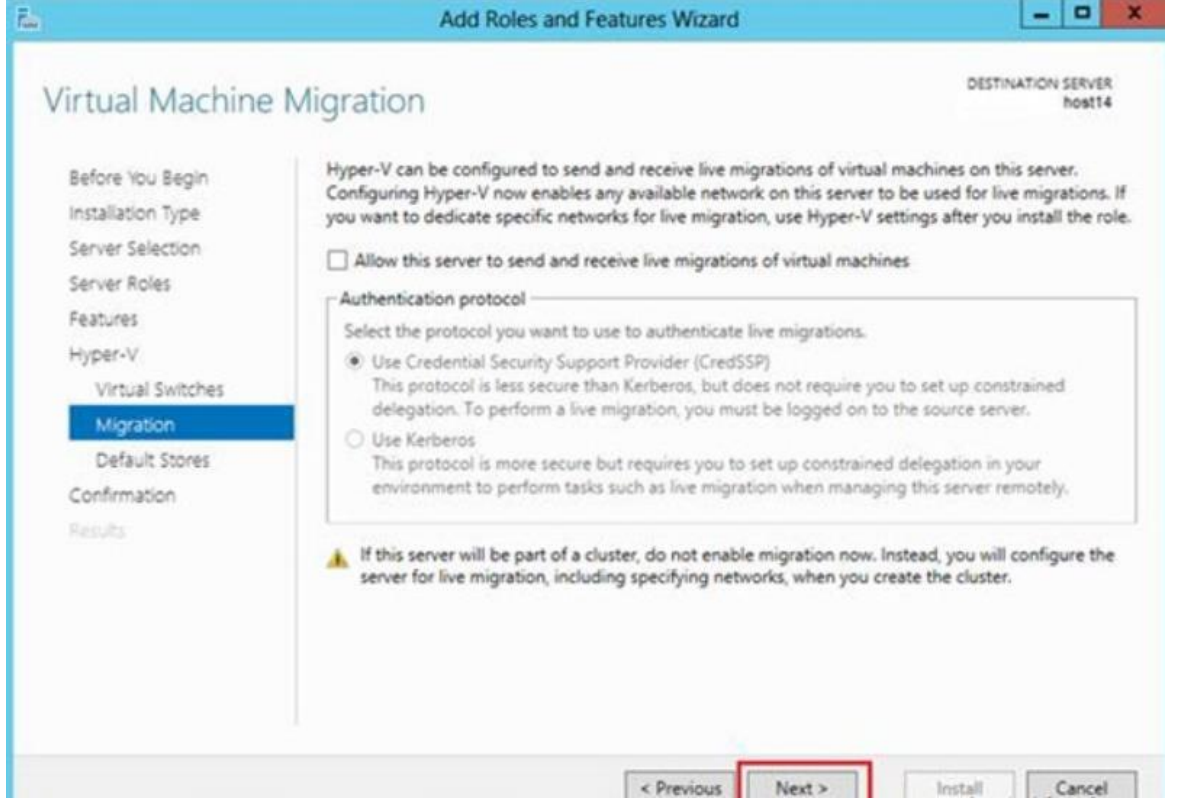 Add Roles and Features Wizard
Virtual Machine Migration
DESTINATION SERVER
host14
Before You Begin
Installation Type
Server Selection
Server Roles
Features
Hyper-V
Virtual Switches
Migration
Default Stores
Confirmation
Results
Hyper-V can be configured to send and receive live migrations of virtual machines on this server.
Configuring Hyper-V now enables any available network on this server to be used for live migrations. If
you want to dedicate specific networks for live migration, use Hyper-V settings after you install the role.
Allow this server to send and receive live migrations of virtual machines
Authentication protocol
Select the protocol you want to use to authenticate live migrations.
Use Credential Security Support Provider (CredSSP)
This protocol is less secure than Kerberos, but does not require you to set up constrained
delegation. To perform a live migration, you must be logged on to the source server.
Use Kerberos
This protocol is more secure but requires you to set up constrained delegation in your
environment to perform tasks such as live migration when managing this server remotely.
If this server will be part of a cluster, do not enable migration now. Instead, you will configure the
server for live migration, including specifying networks, when you create the cluster.
< Previous
Next >
Install
Cancel